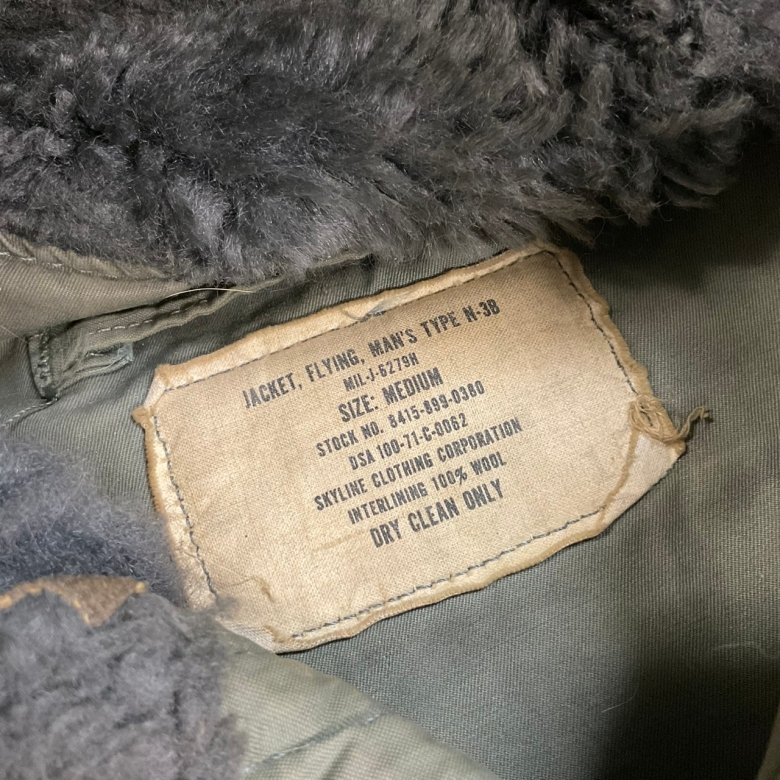 JACKET, FLYING, MAN'S TYPE N-3B
MIL-J-6279H
SIZE: MEDIUM
STOCK NO. 8415-899-0380
DSA 100-71-C-0062
SKYLINE CLOTHING CORPORATION
INTERLINING 100% WOOL
DRY CLEAN ONLY